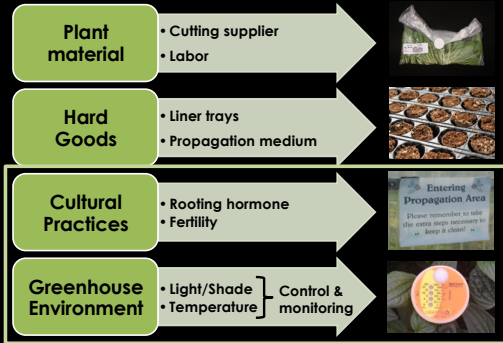 Plant
material
• Cutting supplier
• Labor
Hard
Goods
• Liner trays
• Propagation medium
Cultural
Practices
• Rooting hormone
• Fertility
Entering
Propagation Area
Please remember to take
the extra steps necessary to
keep it clean!
Greenhouse
Environment
• Light/Shade
• Temperature
Control &
monitoring